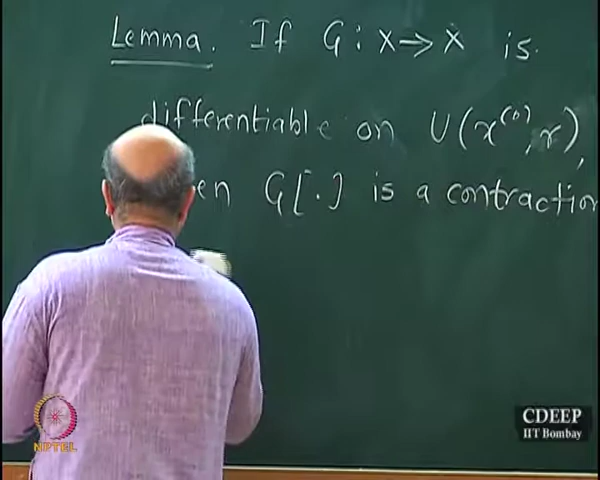 Lemma. If G : X → X is
differentiable on U(x^(0), r),
en G[.] is a contraction
CDEEP
IIT Bombay
NPTEL